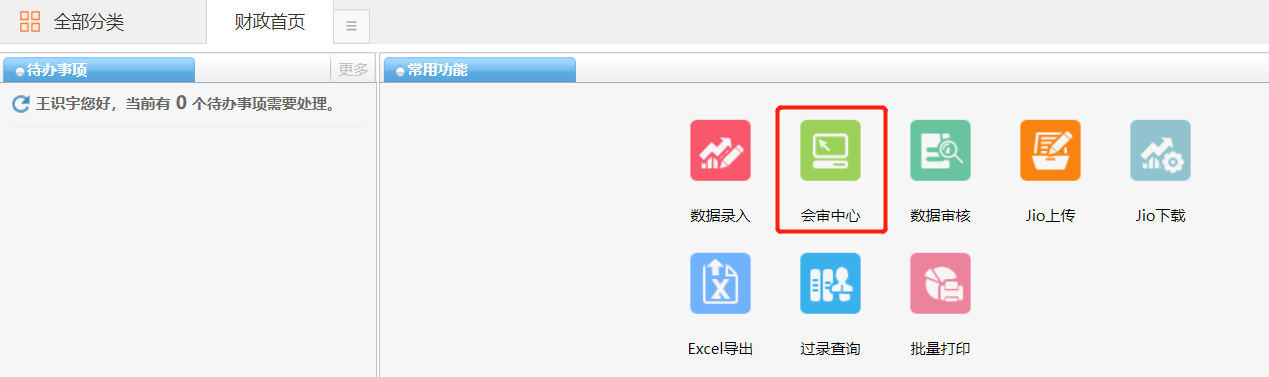 全部分类 财政首页
待办事项 更多 常用功能
王识宇您好，当前有 0 个待办事项需要处理。
数据录入 会审中心 数据审核 Jio上传 Jio下载
Excel导出 过录查询 批量打印